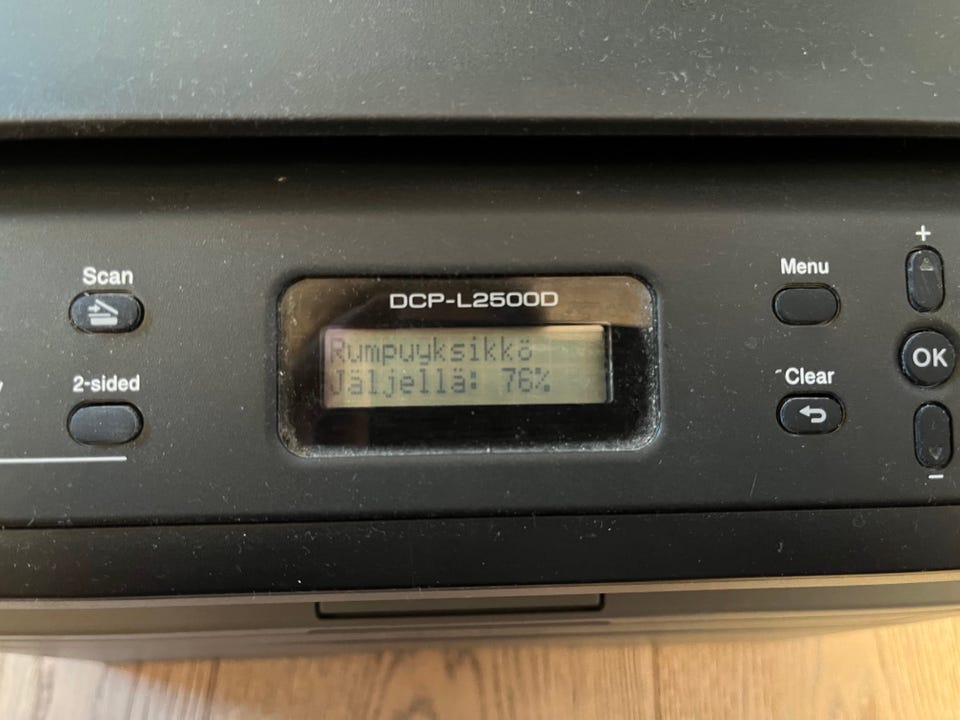 DCP-L2500D
Rumpuyksikkö
Jäljellä: 76%
Scan
2-sided
Menu
Clear
+
OK
-